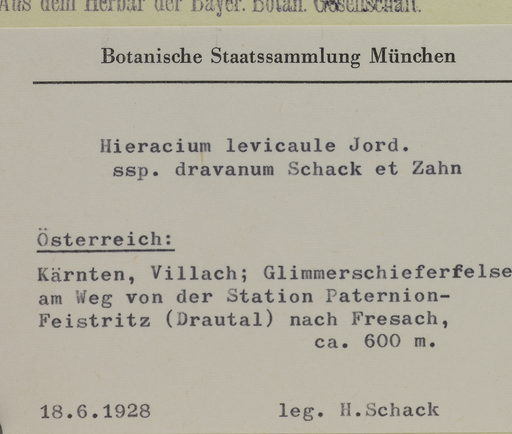 Aus dem Herbar der Bayer. Botan. Gesellschaft.
Botanische Staatssammlung München
Hieracium levicaule Jord.
ssp. dravanum Schack et Zahn
Österreich:
Kärnten, Villach; Glimmerschieferfelse
am Weg von der Station Paternion-
Feistritz (Drautal) nach Fresach,
ca. 600 m.
18.6.1928 leg. H.Schack